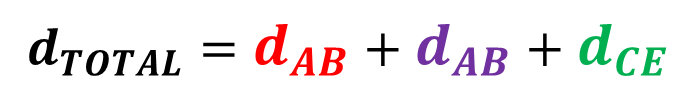 d_TOTAL = d_AB + d_AB + d_CE